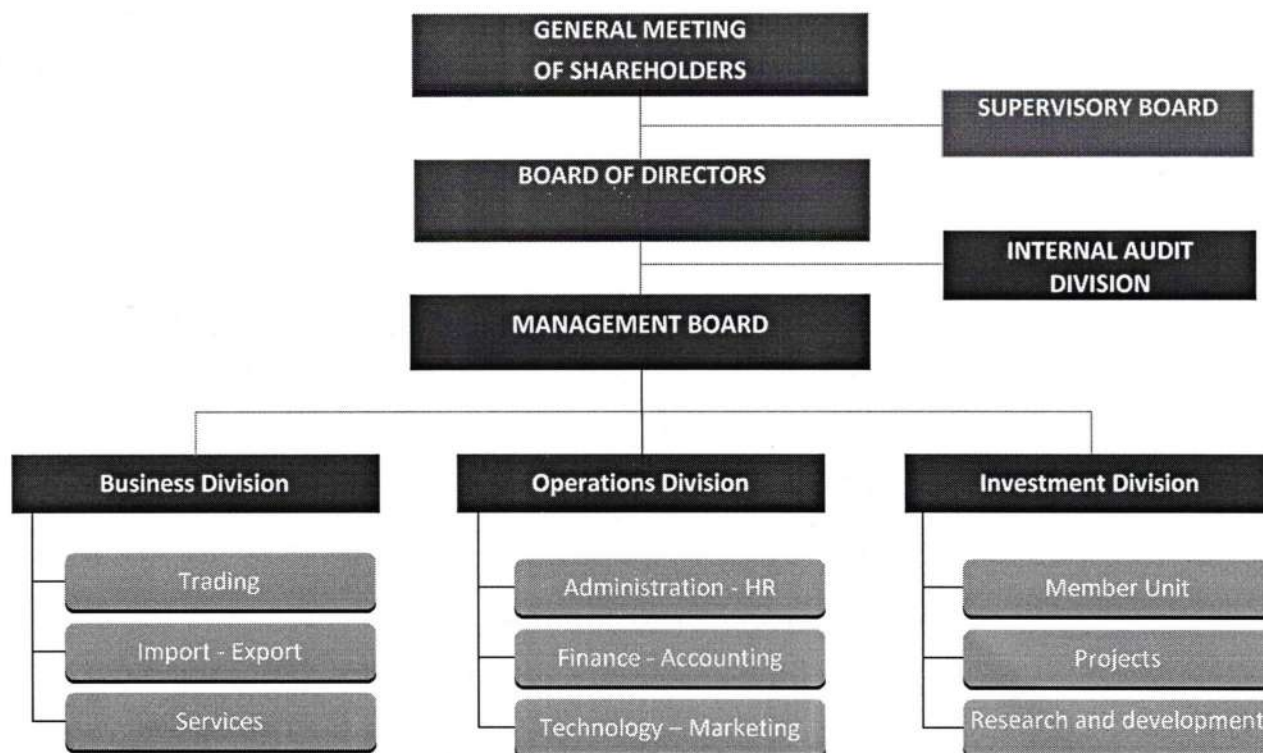 GENERAL MEETING
OF SHAREHOLDERS
SUPERVISORY BOARD
BOARD OF DIRECTORS
INTERNAL AUDIT
DIVISION
MANAGEMENT BOARD
Business Division
Trading
Import - Export
Services
Operations Division
Administration - HR
Finance - Accounting
Technology – Marketing
Investment Division
Member Unit
Projects
Research and development